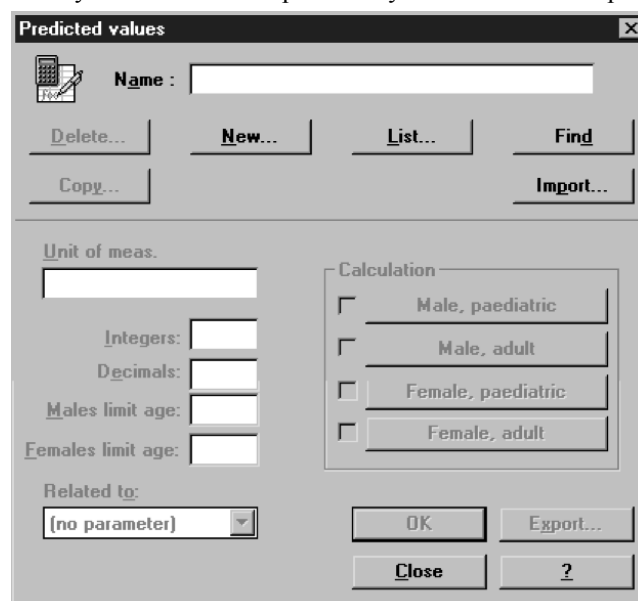 Predicted values
Name :
Delete... New... List... Find
Copy... Import...
Unit of meas.
Calculation
Male, paediatric
Integers:
Male, adult
Decimals:
Female, paediatric
Males limit age:
Female, adult
Females limit age:
Related to:
(no parameter) OK Export...
Close ?